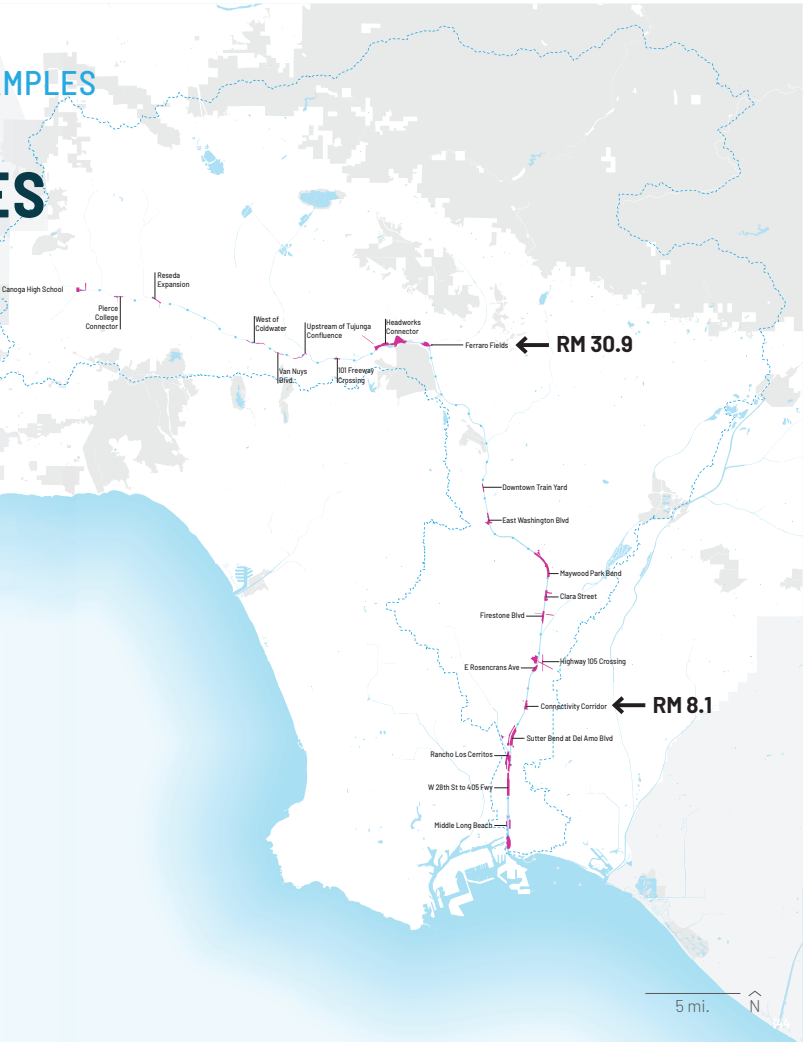 MPLES
ES
Canoga High School
Pierce
College
Connector
Reseda
Expansion
West of
Coldwater
Van Nuys
Blvd.
Upstream of Tujunga
Confluence
101 Freeway
Crossing
Headworks
Connector
Ferraro Fields
RM 30.9
Downtown Train Yard
East Washington Blvd
Maywood Park Bend
Clara Street
Firestone Blvd
Highway 105 Crossing
E Rosencrans Ave
Connectivity Corridor
RM 8.1
Sutter Bend at Del Amo Blvd
Rancho Los Cerritos
W 28th St to 405 Fwy
Middle Long Beach
5 mi.
N